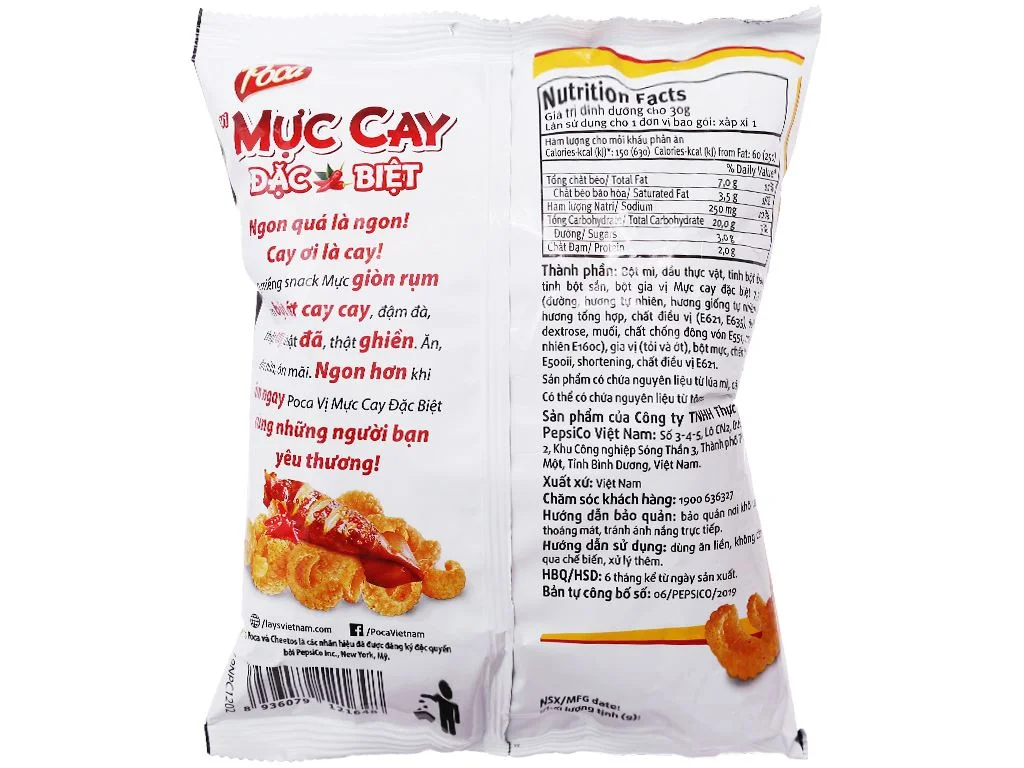 Poca
VỊ MỰC CAY
ĐẶC BIỆT
Ngon quá là ngon!
Cay ơi là cay!
miếng snack Mực giòn rụm
cay cay, đậm đà,
đã, thật ghiền. Ăn,
ăn mãi. Ngon hơn khi
ngay Poca Vị Mực Cay Đặc Biệt
cùng những người bạn
yêu thương!
/laysvietnam.com /PocaVietnam
Poca và Cheetos là các nhãn hiệu đã được đăng ký độc quyền
bởi PepsiCo Inc., New York, Mỹ.
8 936079 121648
Nutrition Facts
Giá trị dinh dưỡng cho 30g
Lần sử dụng cho 1 đơn vị bao gói: xấp xỉ 1
Hàm lượng cho mỗi khẩu phần ăn
Calories-kcal (kJ)*: 150 (630) Calories-kcal (kJ) from Fat: 60 (250)
% Daily Value*
Tổng chất béo/ Total Fat 7,0 g
Chất béo bão hòa/ Saturated Fat 3,5 g
Hàm lượng Natri/ Sodium 250 mg
Tổng Carbohydrate/ Total Carbohydrate 20,0 g
Đường/ Sugars 3,0 g
Chất Đạm/ Protein 2,0 g
Thành phần: Bột mì, dầu thực vật, tinh bột
tinh bột sắn, bột gia vị Mực cay đặc biệt
(đường, hương tự nhiên, hương giống tự nhiên
hương tổng hợp, chất điều vị (E621, E635),
dextrose, muối, chất chống đông vón E551,
nhiên E160c), gia vị (tỏi và ớt), bột mực,
E500ii, shortening, chất điều vị E621.
Sản phẩm có chứa nguyên liệu từ lúa mì,
Có thể có chứa nguyên liệu từ
Sản phẩm của Công ty TNHH Thực
PepsiCo Việt Nam: Số 3-4-5, Lô CN2,
2, Khu Công nghiệp Sóng Thần 3, Thành phố
Một, Tỉnh Bình Dương, Việt Nam.
Xuất xứ: Việt Nam
Chăm sóc khách hàng: 1900 636327
Hướng dẫn bảo quản: bảo quản nơi khô
thoáng mát, tránh ánh nắng trực tiếp.
Hướng dẫn sử dụng: dùng ăn liền, không
qua chế biến, xử lý thêm.
HBQ/HSD: 6 tháng kể từ ngày sản xuất.
Bản tự công bố số: 06/PEPSICO/2019
NSX/MFG date:
lượng tịnh (g):